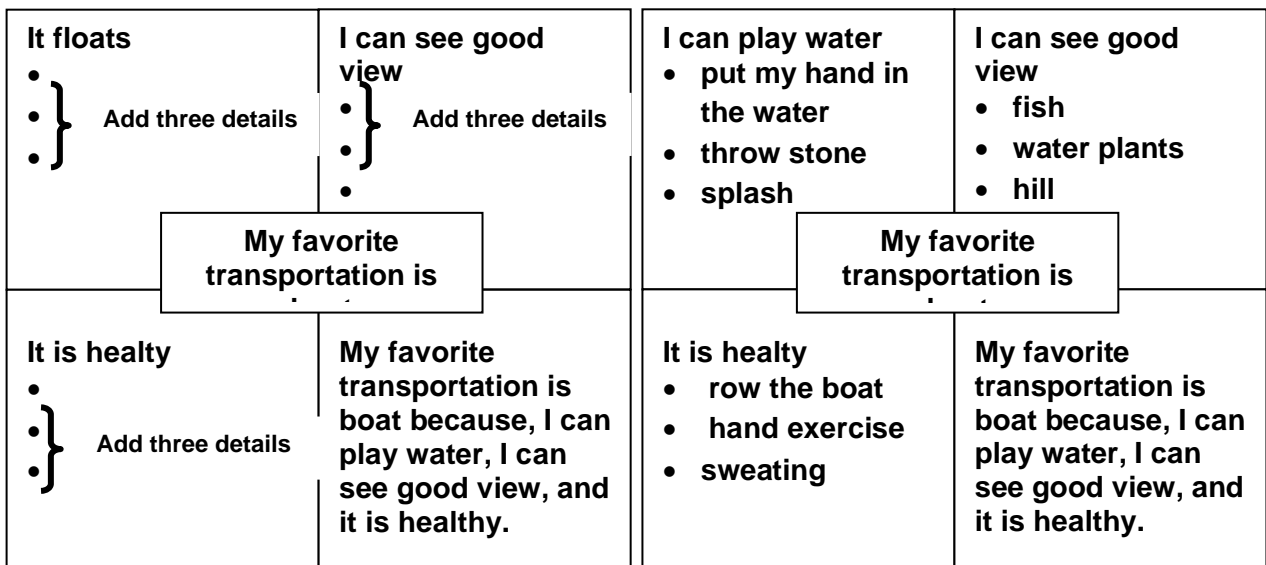 It floats
•
•
•
Add three details
I can see good
view
•
•
•
Add three details
My favorite
transportation is
It is healty
•
•
•
Add three details
My favorite
transportation is
boat because, I can
play water, I can
see good view, and
it is healthy.
I can play water
• put my hand in
the water
• throw stone
• splash
I can see good
view
• fish
• water plants
• hill
My favorite
transportation is
It is healty
• row the boat
• hand exercise
• sweating
My favorite
transportation is
boat because, I can
play water, I can
see good view, and
it is healthy.